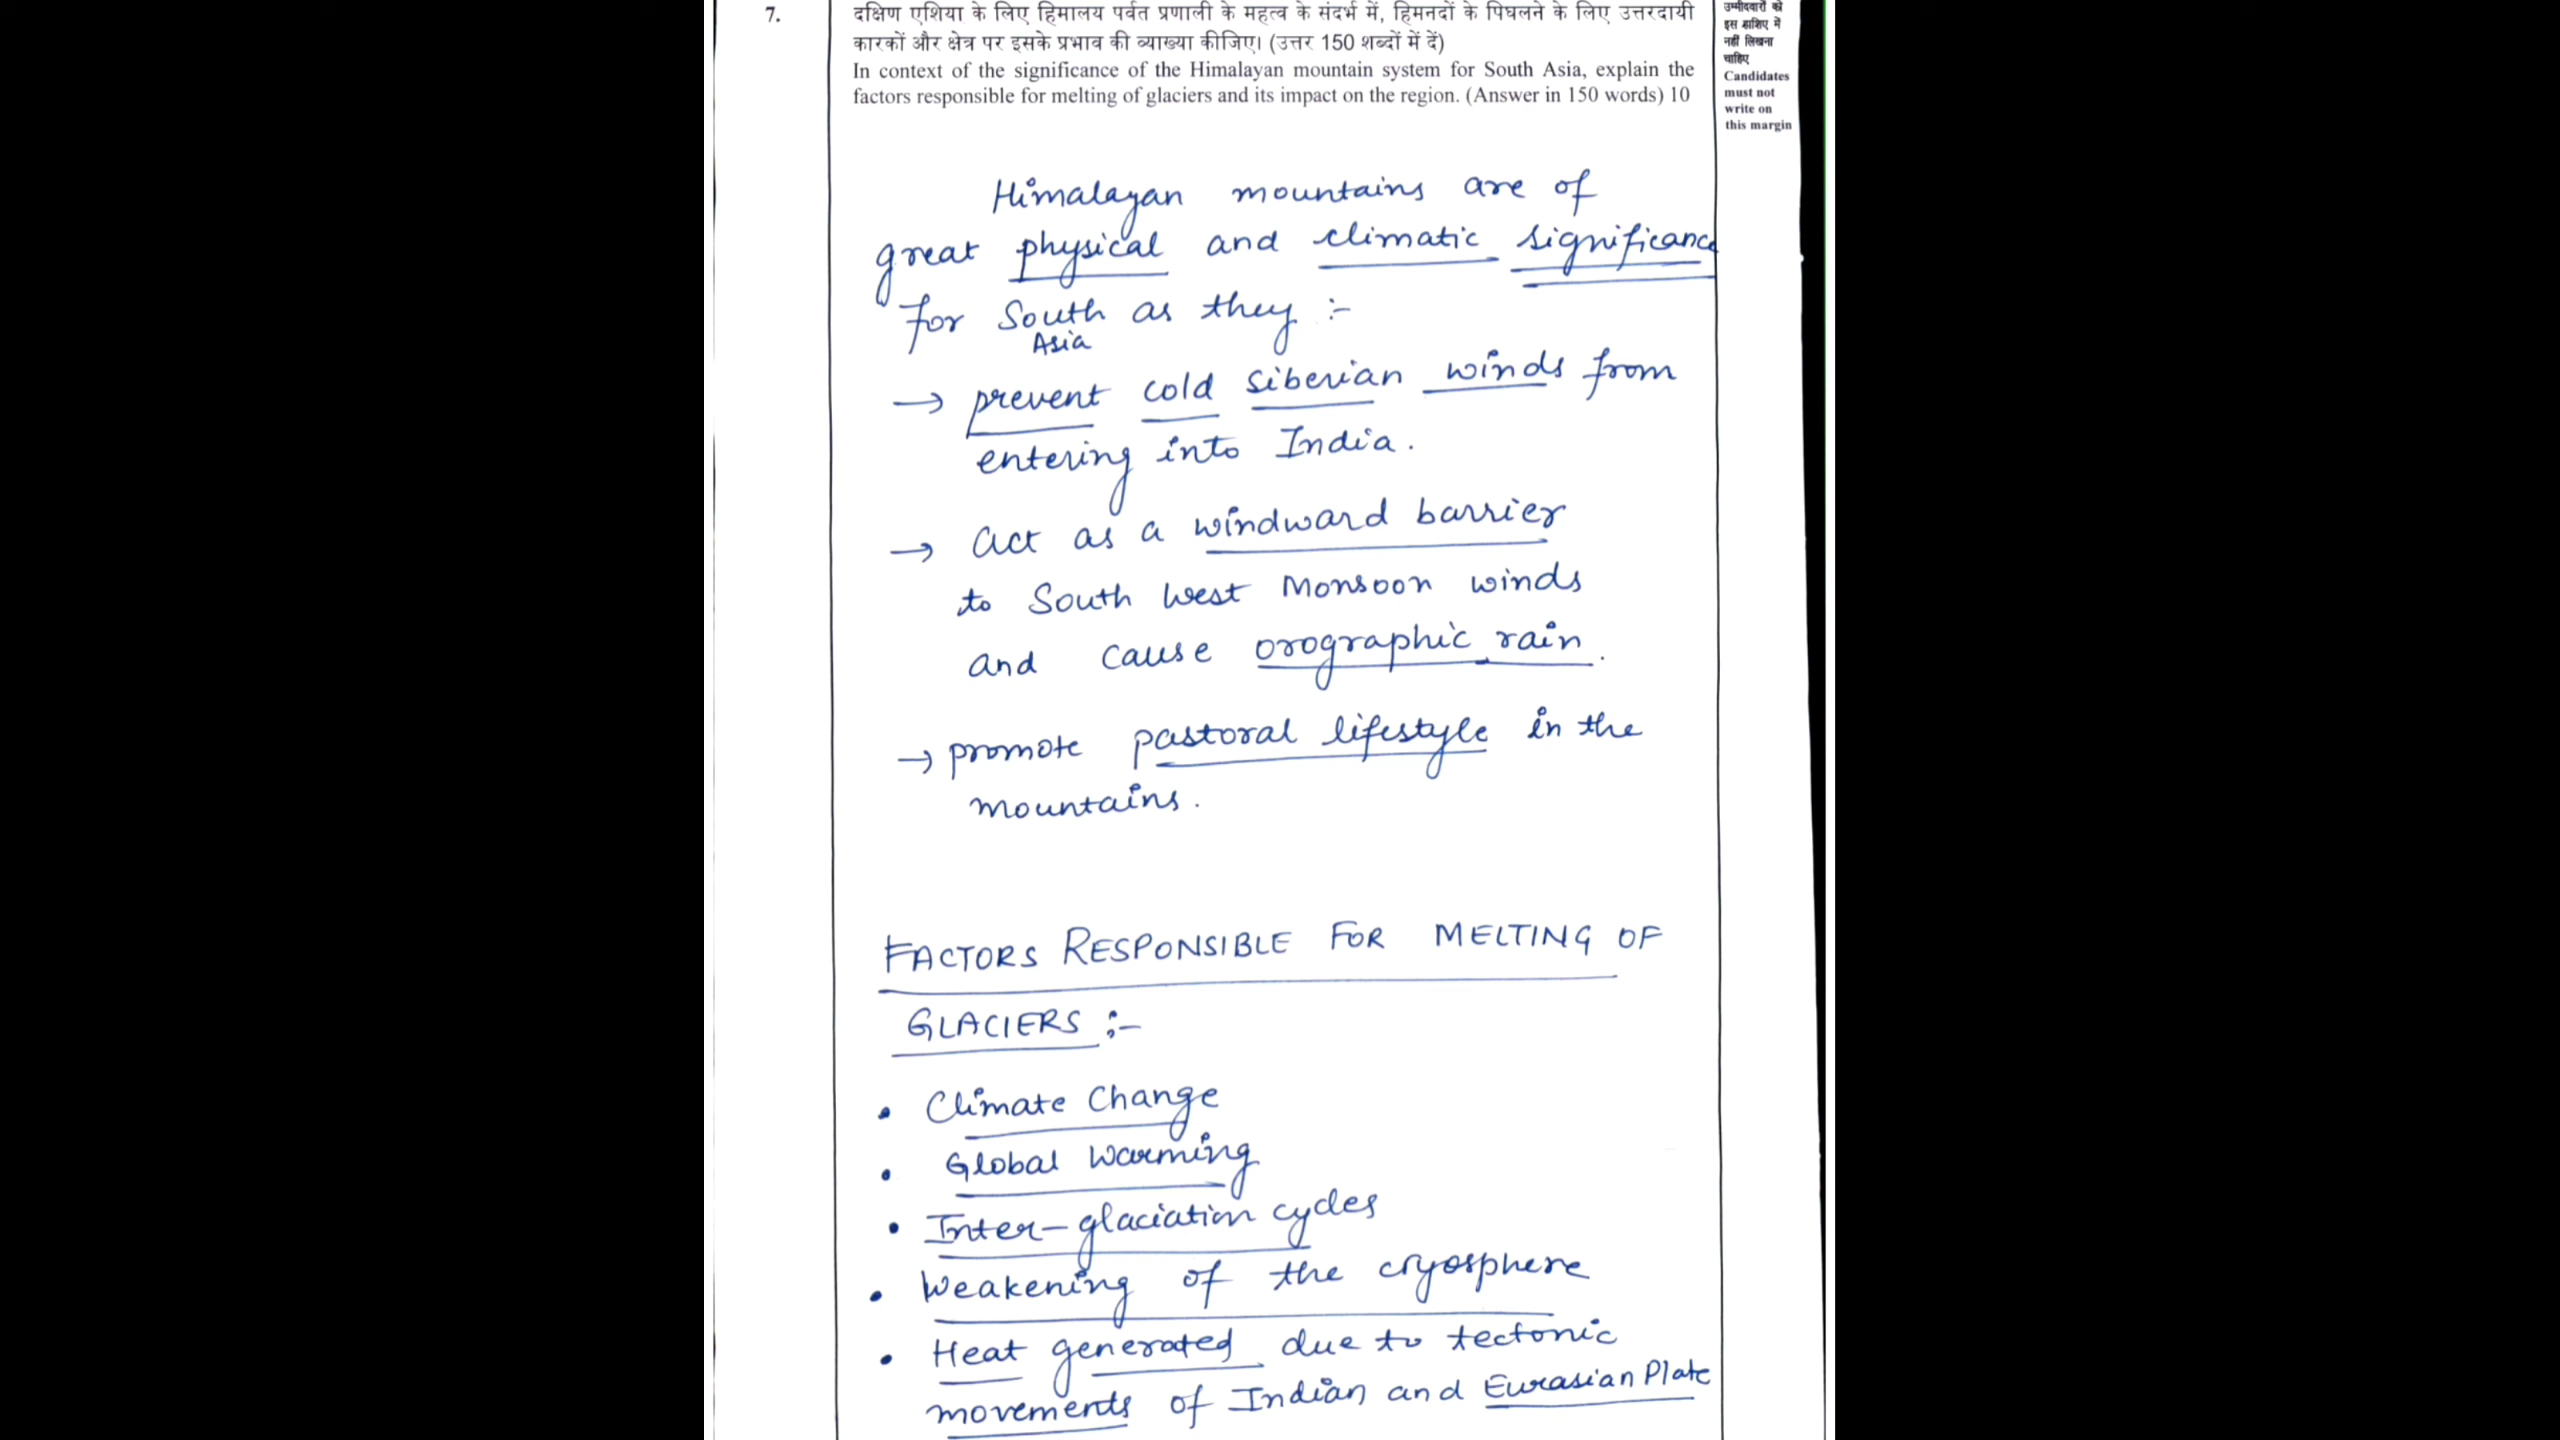 7.
दक्षिण एशिया के लिए हिमालय पर्वत प्रणाली के महत्व के संदर्भ में, हिमनदों के पिघलने के लिए उत्तरदायी
कारकों और क्षेत्र पर इसके प्रभाव की व्याख्या कीजिए। (उत्तर 150 शब्दों में दें)
In context of the significance of the Himalayan mountain system for South Asia, explain the
factors responsible for melting of glaciers and its impact on the region. (Answer in 150 words) 10
उम्मीदवारों को
इस हाशिए में
नहीं लिखना
चाहिए
Candidates
must not
write on
this margin
Himalayan mountains are of
great physical and climatic significance
for South as they :-
Asia
→ prevent cold siberian winds from
entering into India.
→ Act as a windward barrier
to South West Monsoon winds
and cause orographic rain.
→ promote pastoral lifestyle in the
mountains.
FACTORS RESPONSIBLE FOR MELTING OF
GLACIERS :-
• Climate Change
• Global Warming
• Inter-glaciation cycles
• Weakening of the cryosphere
• Heat generated due to tectonic
movements of Indian and Eurasian Plate